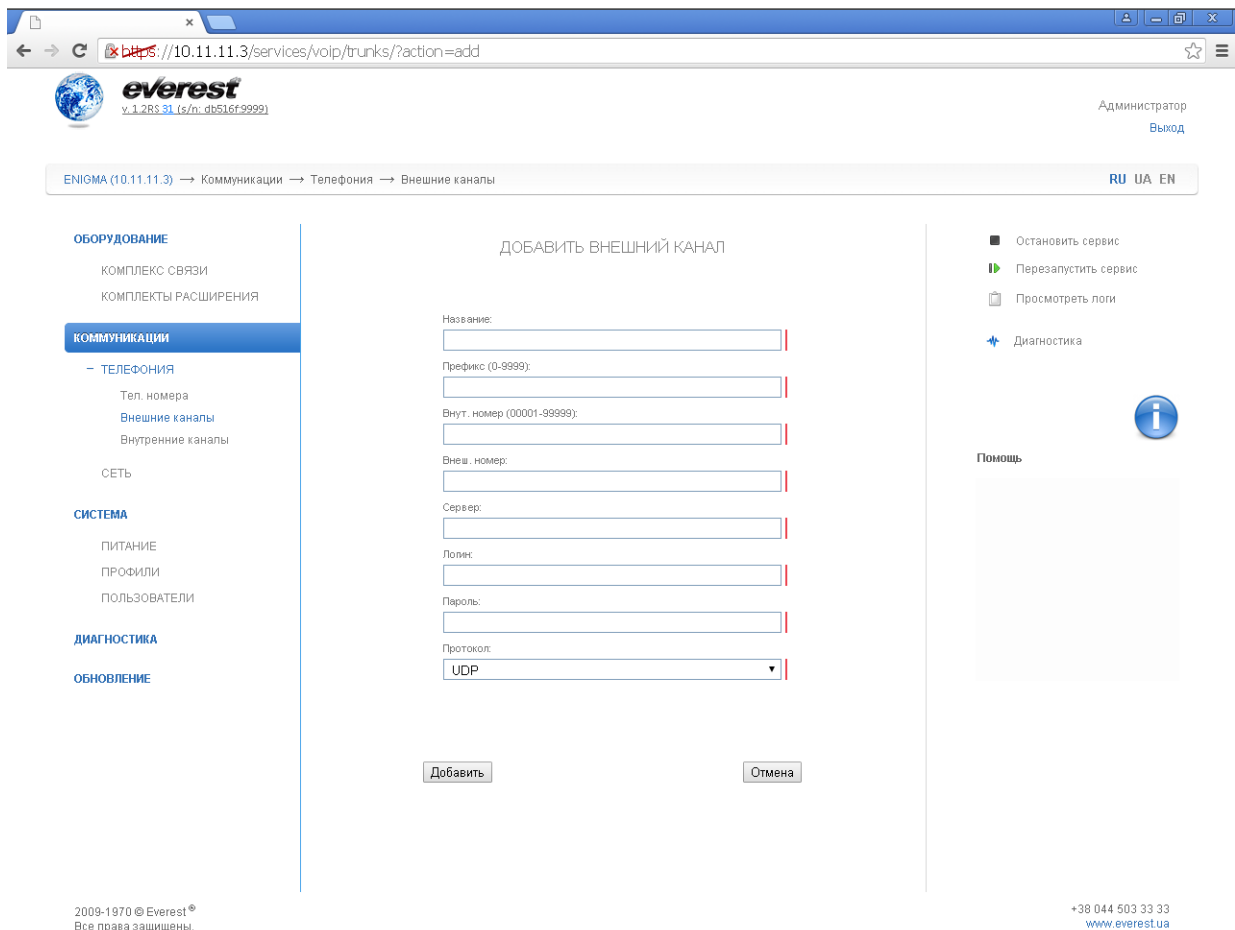 https://10.11.11.3/services/voip/trunks/?action=add
everest
v. 1.2RS 31 (s/n: db516f:9999)
Администратор
Выход
ENIGMA (10.11.11.3) → Коммуникации → Телефония → Внешние каналы
RU UA EN
ОБОРУДОВАНИЕ
КОМПЛЕКС СВЯЗИ
КОМПЛЕКТЫ РАСШИРЕНИЯ
КОММУНИКАЦИИ
– ТЕЛЕФОНИЯ
Тел. номера
Внешние каналы
Внутренние каналы
СЕТЬ
СИСТЕМА
ПИТАНИЕ
ПРОФИЛИ
ПОЛЬЗОВАТЕЛИ
ДИАГНОСТИКА
ОБНОВЛЕНИЕ
ДОБАВИТЬ ВНЕШНИЙ КАНАЛ
Название:
Префикс (0-9999):
Внут. номер (00001-99999):
Внеш. номер:
Сервер:
Логин:
Пароль:
Протокол:
UDP
Добавить
Отмена
Остановить сервис
Перезапустить сервис
Просмотреть логи
Диагностика
Помощь
2009-1970 © Everest ®
Все права защищены.
+38 044 503 33 33
www.everest.ua